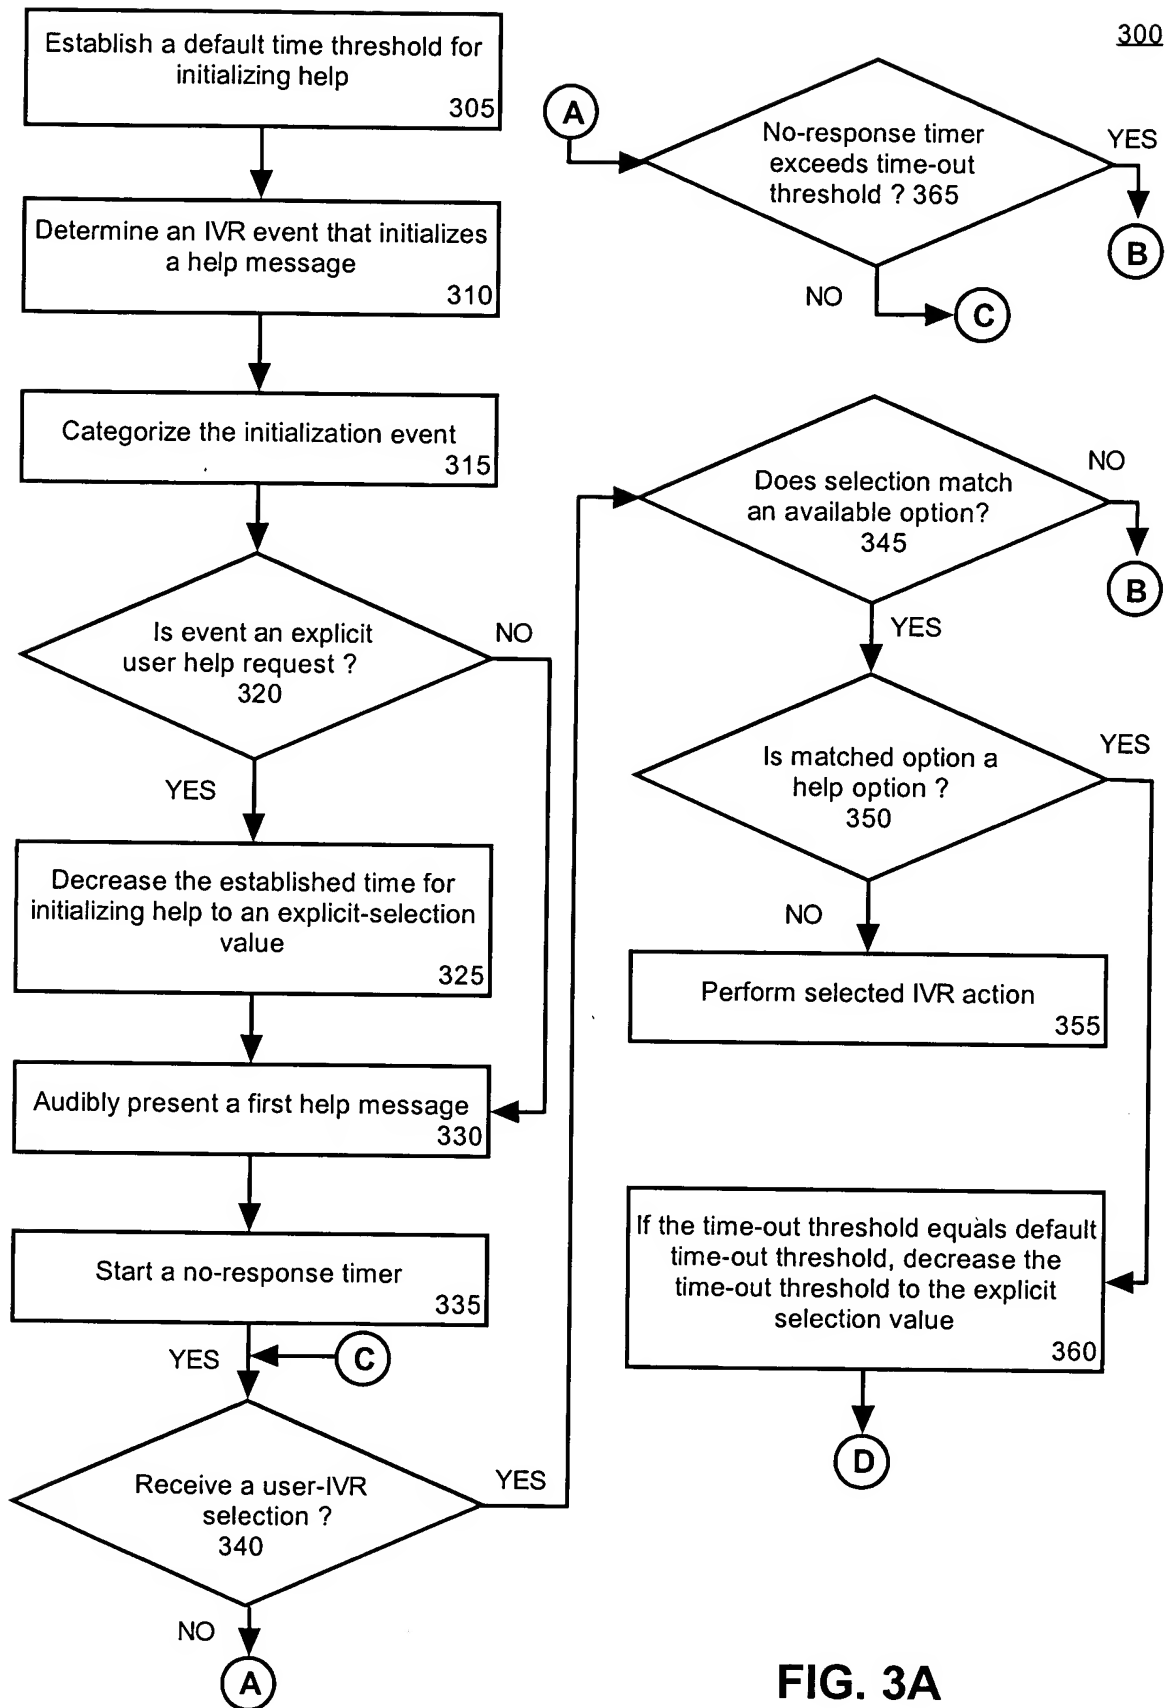 300
Establish a default time threshold for
initializing help
305
Determine an IVR event that initializes
a help message
310
Categorize the initialization event
315
Is event an explicit
user help request ?
320
NO
YES
Decrease the established time for
initializing help to an explicit-selection
value
325
Audibly present a first help message
330
Start a no-response timer
335
YES
C
Receive a user-IVR
selection ?
340
YES
NO
A
A
No-response timer
exceeds time-out
threshold ? 365
YES
B
NO
C
Does selection match
an available option?
345
NO
B
YES
Is matched option a
help option ?
350
YES
NO
Perform selected IVR action
355
If the time-out threshold equals default
time-out threshold, decrease the
time-out threshold to the explicit
selection value
360
D
FIG. 3A